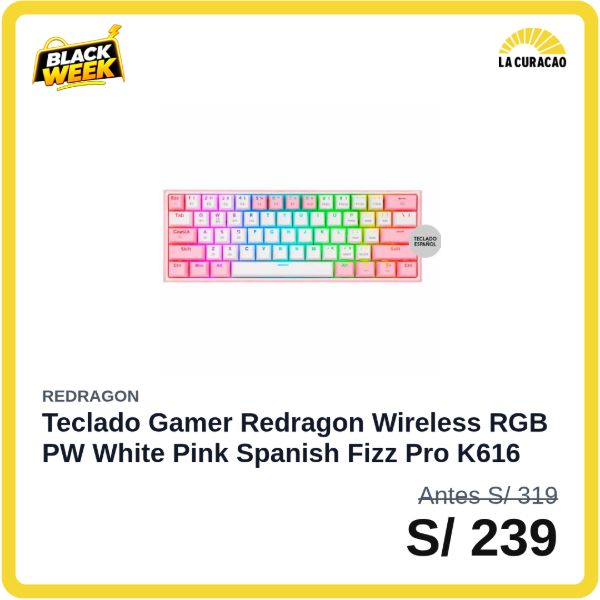 BLACK
WEEK
LA CURACAO
TECLADO
ESPAÑOL
REDRAGON
Teclado Gamer Redragon Wireless RGB
PW White Pink Spanish Fizz Pro K616
Antes S/ 319
S/ 239